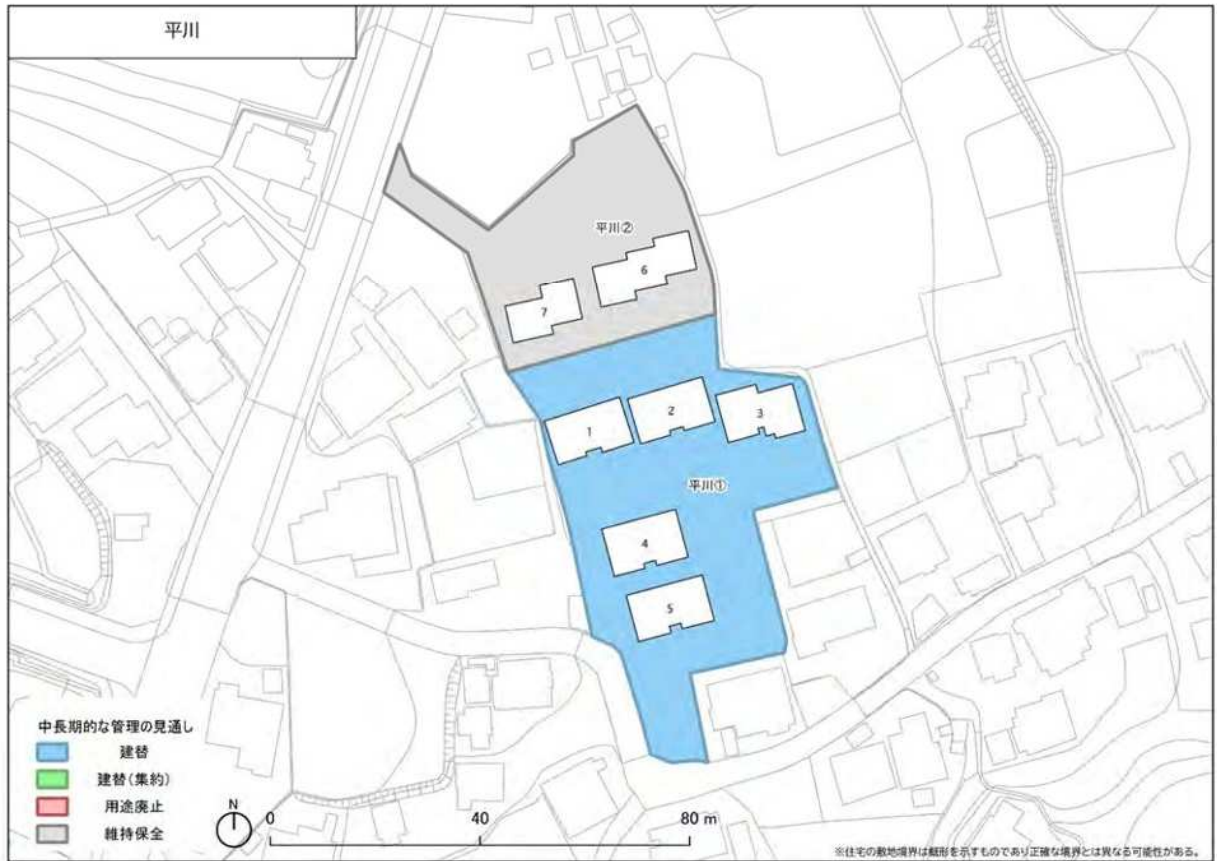 平川
平川②
6
7
1
2
3
平川①
4
5
中長期的な管理の見通し
建替
建替(集約)
用途廃止
維持保全
N
0 40 80 m
※住宅の敷地境界は概形を示すものであり正確な境界とは異なる可能性がある。